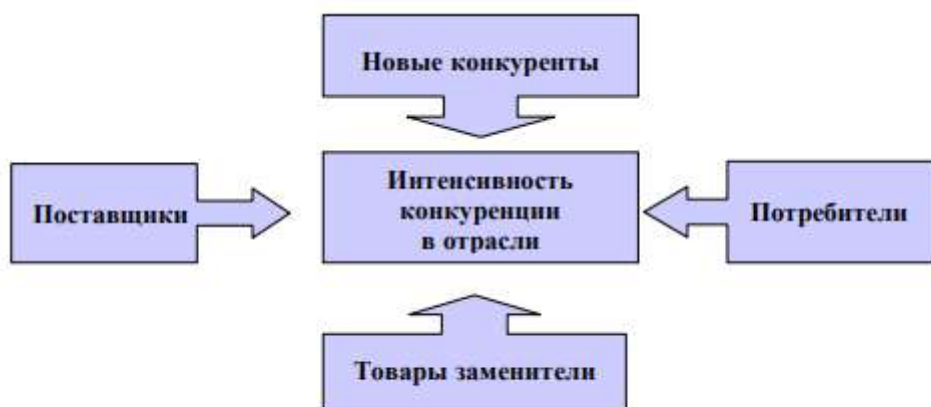 Новые конкуренты
Поставщики
Интенсивность
конкуренции
в отрасли
Потребители
Товары заменители